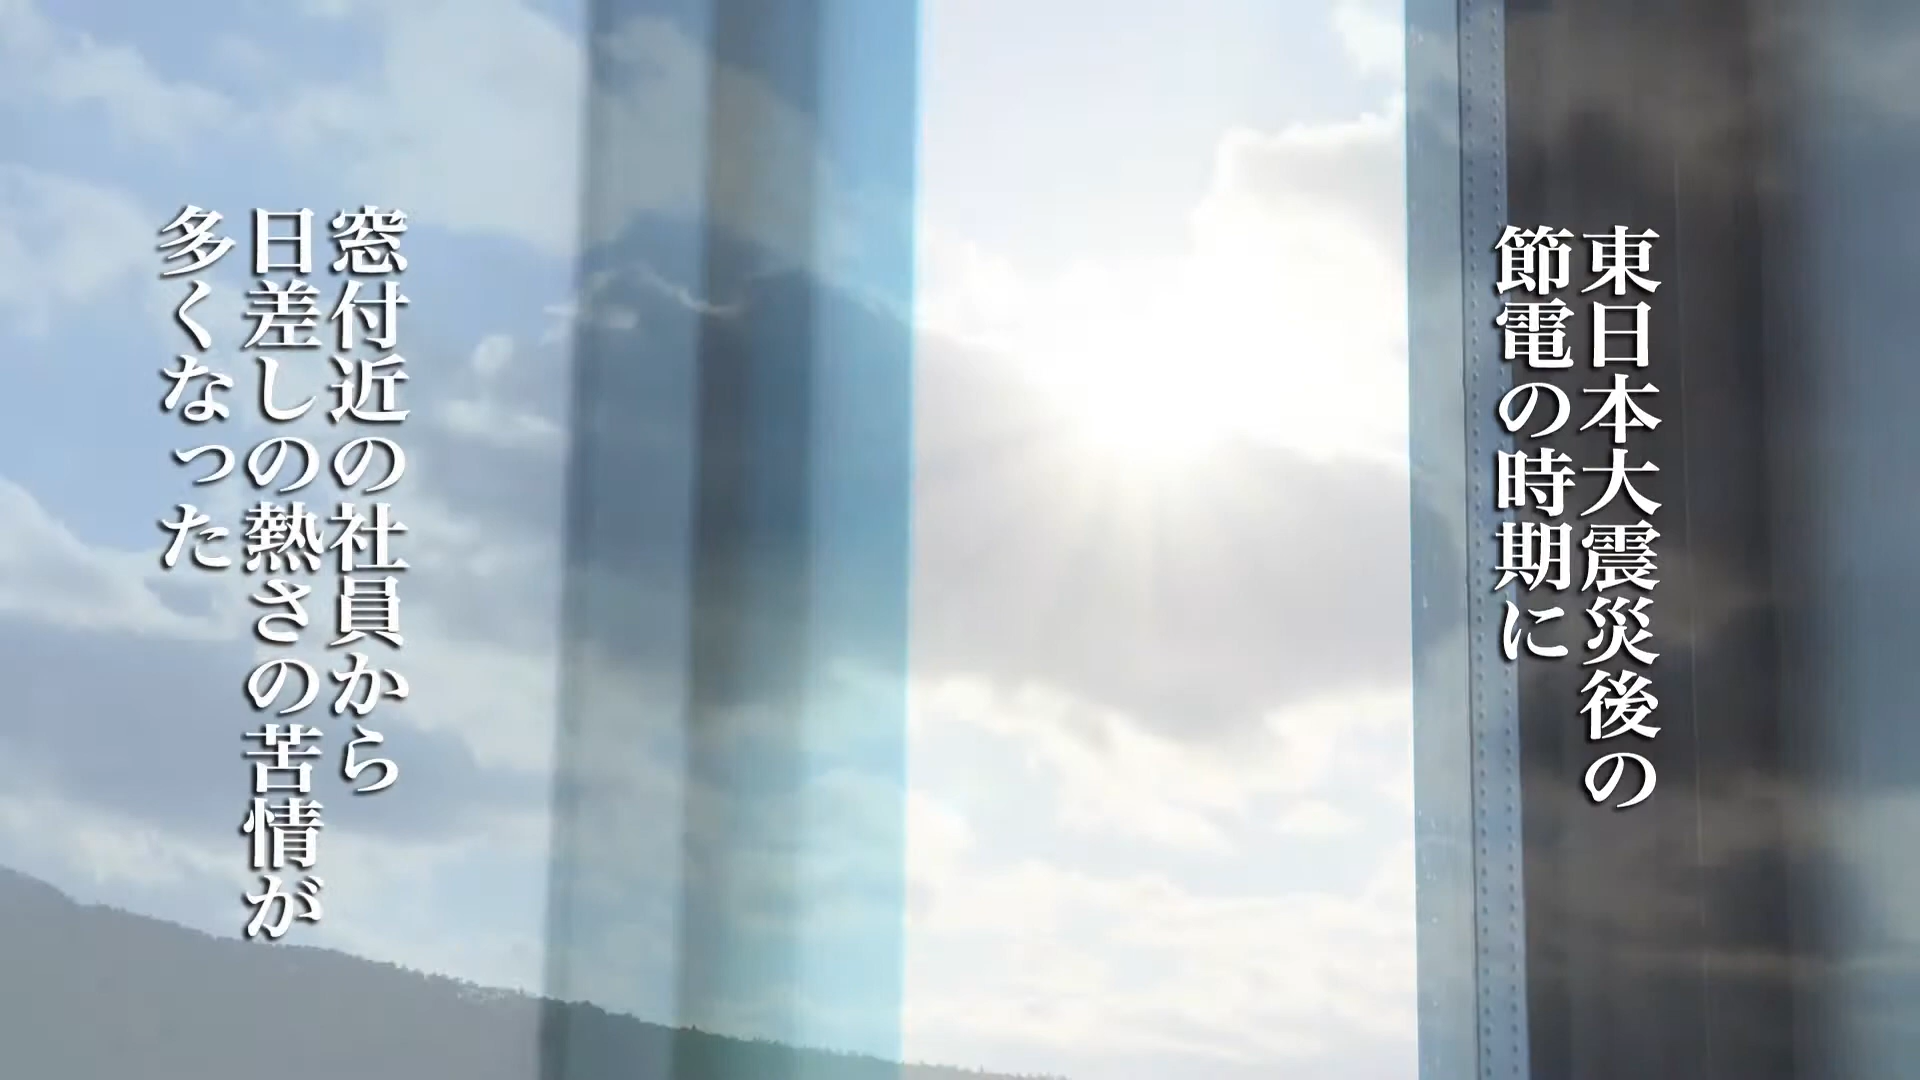 東日本大震災後の
節電の時期に
窓付近の社員から
日差しの熱さの苦情が
多くなった